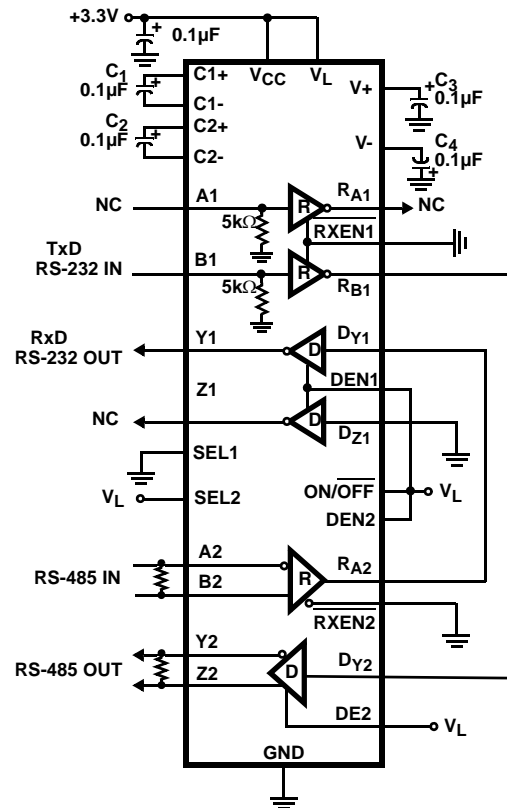 +3.3V
+
0.1µF
C1
0.1µF
+
C1+
C1-
C2
0.1µF
+
C2+
C2-
VCC
VL
V+
+
C3
0.1µF
V-
C4
0.1µF
+
NC
A1
5kΩ
R
RA1
NC
RXEN1
TxD
RS-232 IN
B1
5kΩ
R
RB1
RxD
RS-232 OUT
Y1
D
DY1
Z1
DEN1
NC
D
DZ1
SEL1
VL
SEL2
ON/OFF
VL
DEN2
RS-485 IN
A2
B2
R
RA2
RXEN2
RS-485 OUT
Y2
Z2
D
DY2
DE2
VL
GND